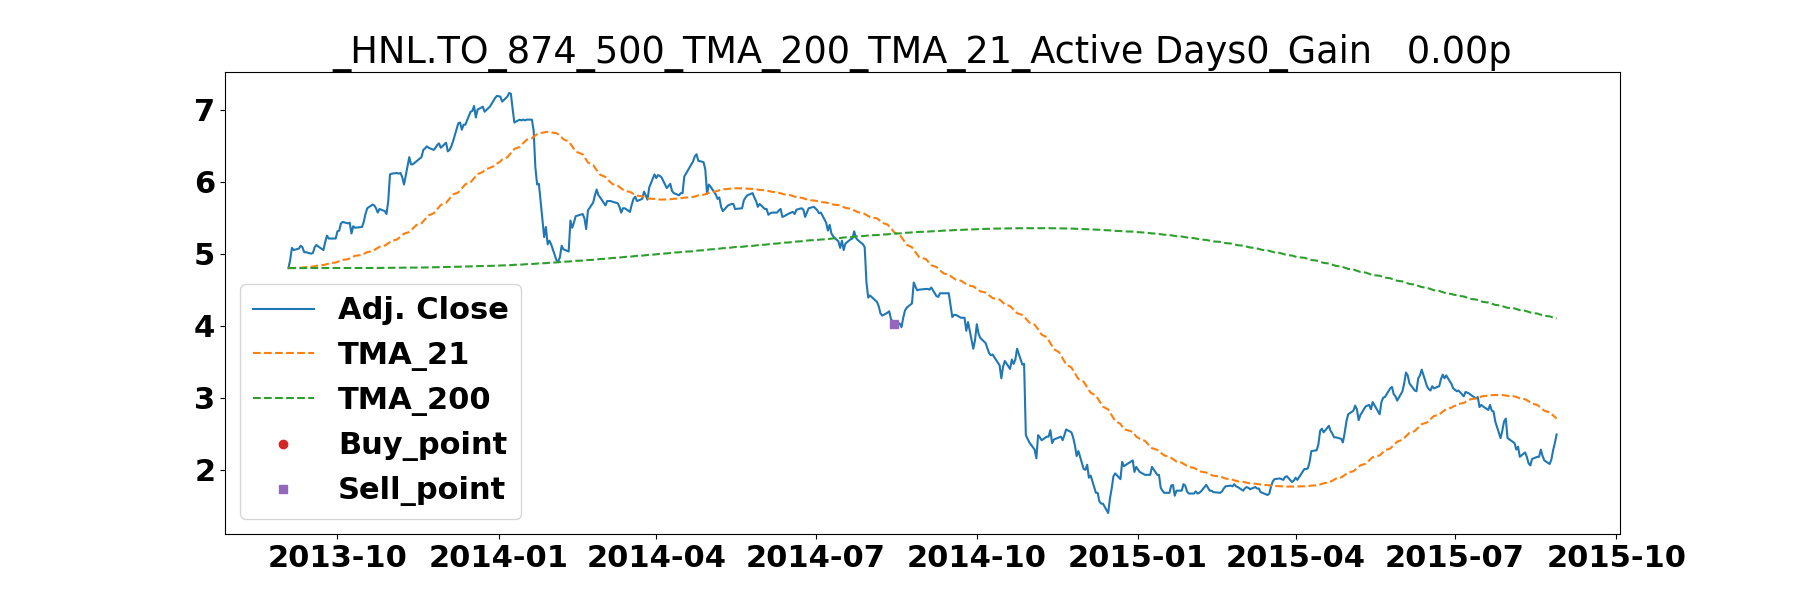 _HNL.TO_874_500_TMA_200_TMA_21_Active Days0_Gain   0.00p
7
6
5
4
3
2
Adj. Close
TMA_21
TMA_200
Buy_point
Sell_point
2013-10 2014-01 2014-04 2014-07 2014-10 2015-01 2015-04 2015-07 2015-10